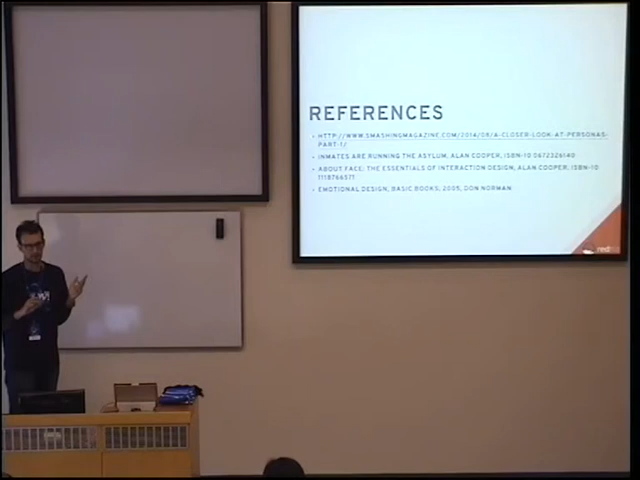 REFERENCES
• HTTP://WWW.SMASHINGMAGAZINE.COM/2014/08/A-CLOSER-LOOK-AT-PERSONAS-
PART-1/
• INMATES ARE RUNNING THE ASYLUM, ALAN COOPER, ISBN-10 0672326140
• ABOUT FACE: THE ESSENTIALS OF INTERACTION DESIGN, ALAN COOPER, ISBN-10
1118766571
• EMOTIONAL DESIGN, BASIC BOOKS, 2005, DON NORMAN